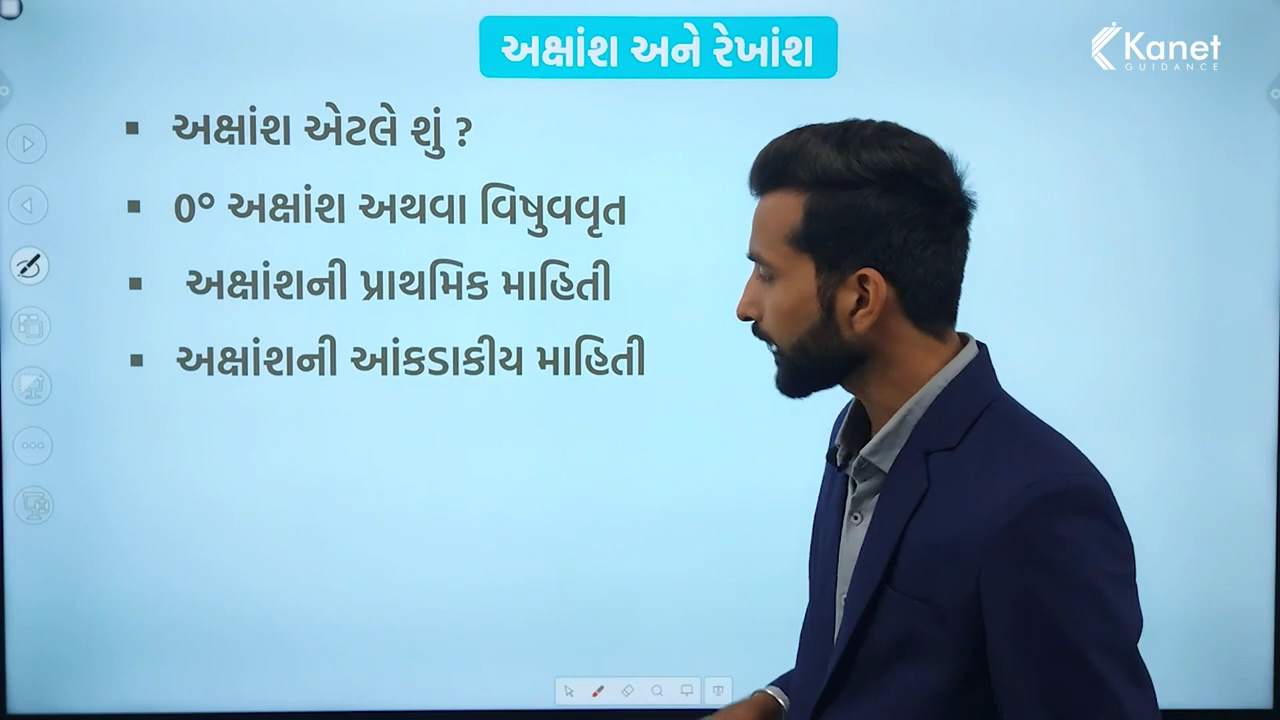 અક્ષાંશ અને રેખાંશ
Kanet
GUIDANCE
▪ અક્ષાંશ એટલે શું ?
▪ 0° અક્ષાંશ અથવા વિષુવવૃત
▪ અક્ષાંશની પ્રાથમિક માહિતી
▪ અક્ષાંશની આંકડાકીય માહિતી